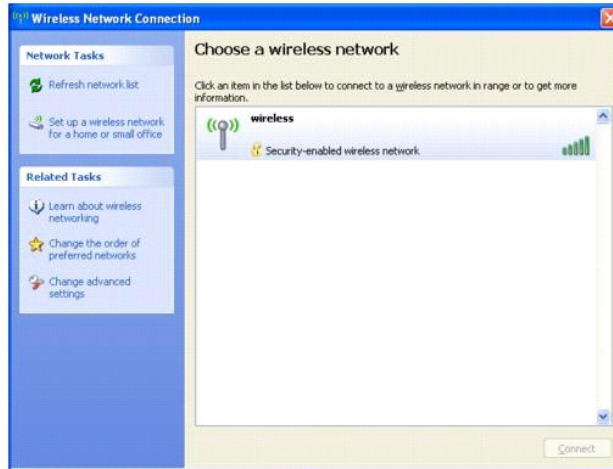 Wireless Network Connection
Network Tasks
Refresh network list
Set up a wireless network
for a home or small office
Related Tasks
Learn about wireless
networking
Change the order of
preferred networks
Change advanced
settings
Choose a wireless network
Click an item in the list below to connect to a wireless network in range or to get more
information.
wireless
Security-enabled wireless network
Connect